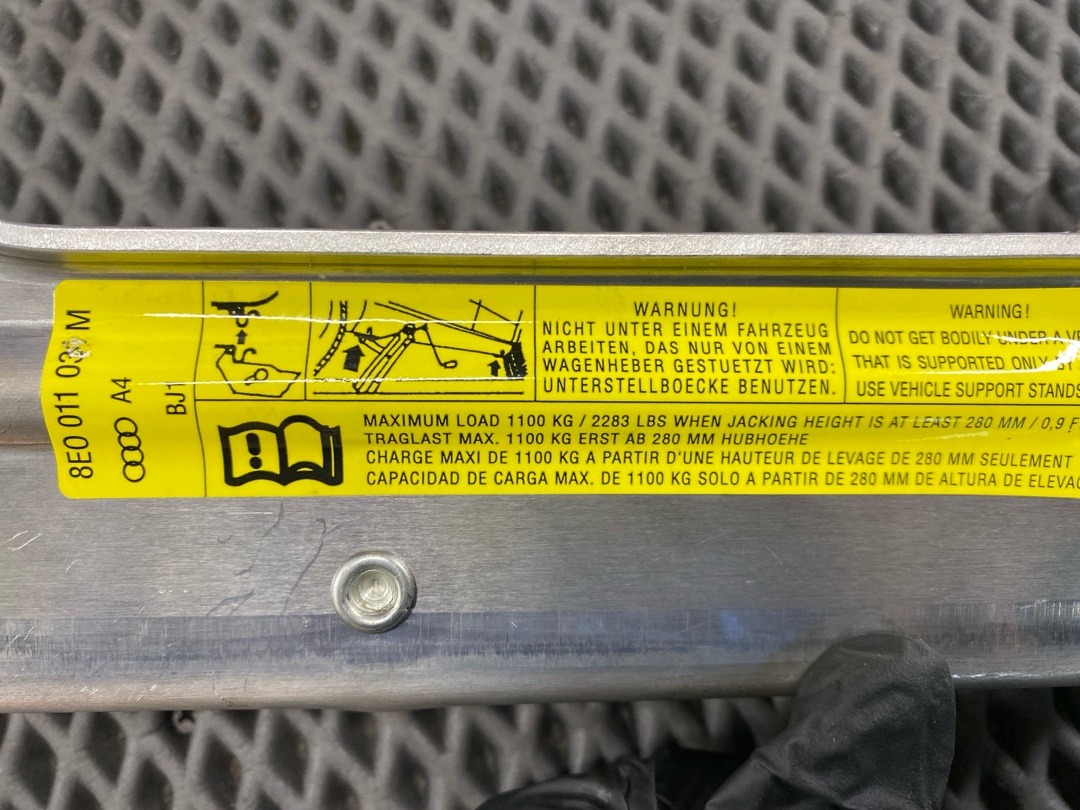 8E0 011 03 M
A4
BJ1
WARNUNG!
NICHT UNTER EINEM FAHRZEUG
ARBEITEN, DAS NUR VON EINEM
WAGENHEBER GESTUETZT WIRD:
UNTERSTELLBOECKE BENUTZEN.
WARNING!
DO NOT GET BODILY UNDER A
THAT IS SUPPORTED ONLY
USE VEHICLE SUPPORT STANDS
MAXIMUM LOAD 1100 KG / 2283 LBS WHEN JACKING HEIGHT IS AT LEAST 280 MM / 0,9 F
TRAGLAST MAX. 1100 KG ERST AB 280 MM HUBHOEHE
CHARGE MAXI DE 1100 KG A PARTIR D'UNE HAUTEUR DE LEVAGE DE 280 MM SEULEMENT
CAPACIDAD DE CARGA MAX. DE 1100 KG SOLO A PARTIR DE 280 MM DE ALTURA DE ELEVAC